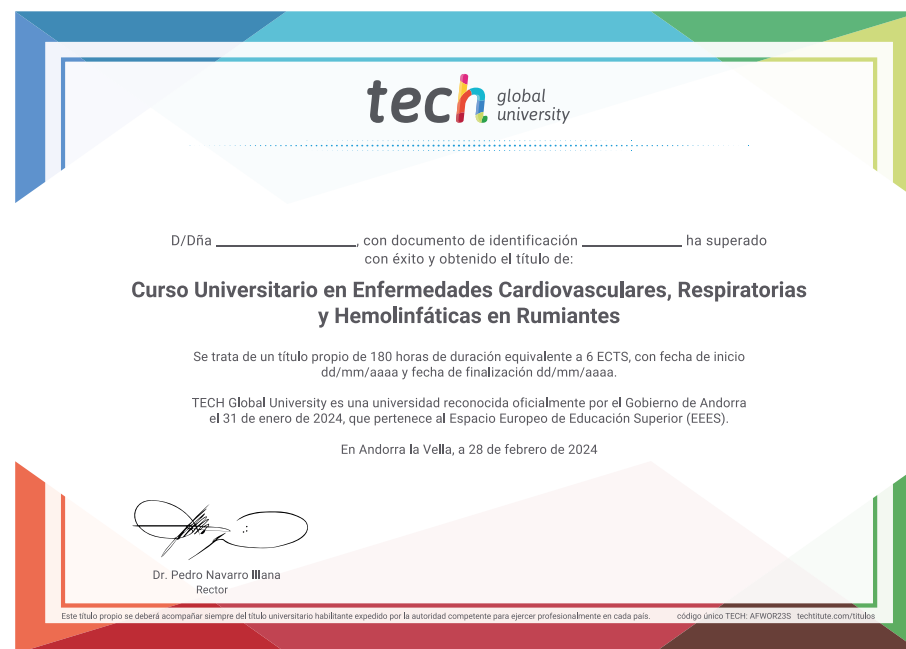 tech global university
D/Dña ______________, con documento de identificación __________ ha superado
con éxito y obtenido el título de:
Curso Universitario en Enfermedades Cardiovasculares, Respiratorias
y Hemolinfáticas en Rumiantes
Se trata de un título propio de 180 horas de duración equivalente a 6 ECTS, con fecha de inicio
dd/mm/aaaa y fecha de finalización dd/mm/aaaa.
TECH Global University es una universidad reconocida oficialmente por el Gobierno de Andorra
el 31 de enero de 2024, que pertenece al Espacio Europeo de Educación Superior (EEES).
En Andorra la Vella, a 28 de febrero de 2024
Dr. Pedro Navarro Illana
Rector
Este título propio se deberá acompañar siempre del título universitario habilitante expedido por la autoridad competente para ejercer profesionalmente en cada país. código único TECH: AFWOR23S techtitute.com/titulos